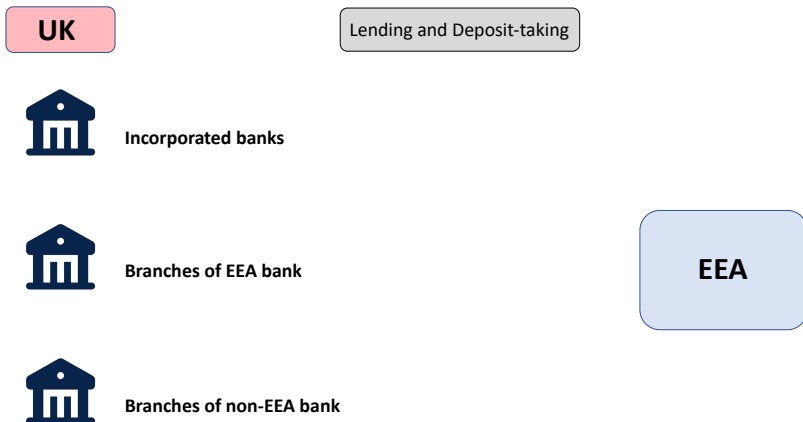 UK
Lending and Deposit-taking
Incorporated banks
Branches of EEA bank
EEA
Branches of non-EEA bank